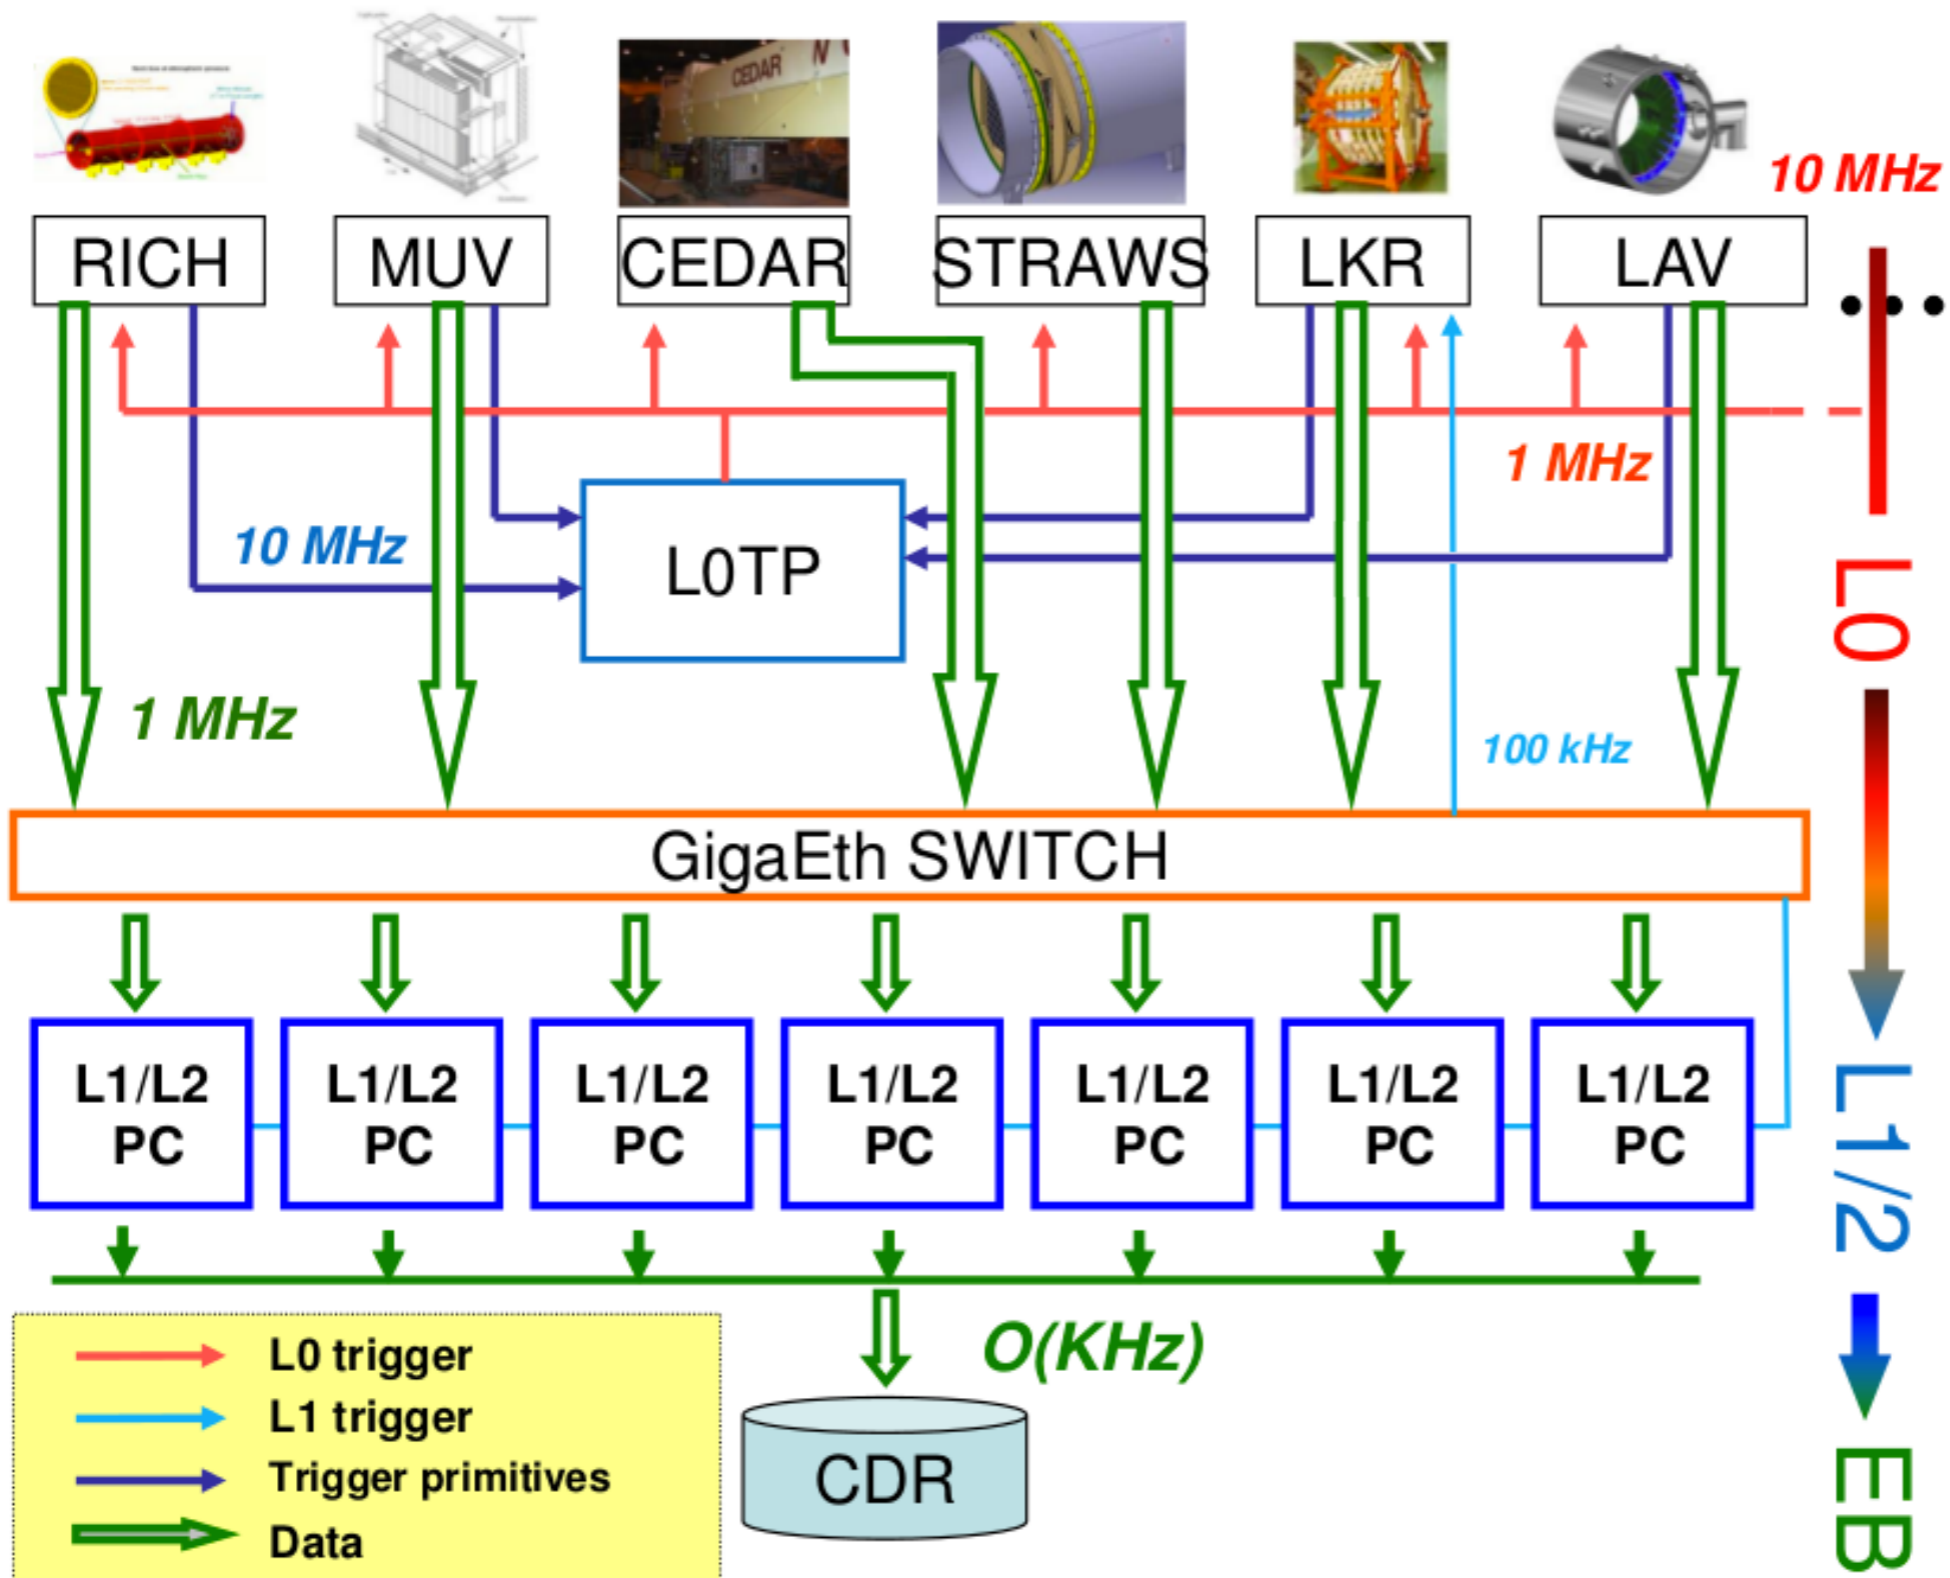 CEDAR
N
10 MHz
RICH
MUV
CEDAR
STRAWS
LKR
LAV
1 MHz
10 MHz
L0TP
L0
1 MHz
100 kHz
GigaEth SWITCH
L1/L2
PC
L1/L2
PC
L1/L2
PC
L1/L2
PC
L1/L2
PC
L1/L2
PC
L1/L2
PC
L1/2
O(KHz)
L0 trigger
L1 trigger
Trigger primitives
Data
CDR
EB